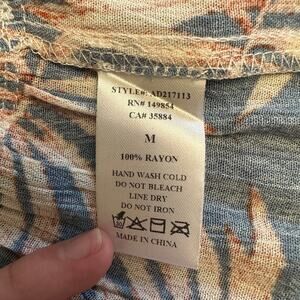 STYLE#: AD217113
RN# 149854
CA# 35884
M
100% RAYON
HAND WASH COLD
DO NOT BLEACH
LINE DRY
DO NOT IRON
MADE IN CHINA